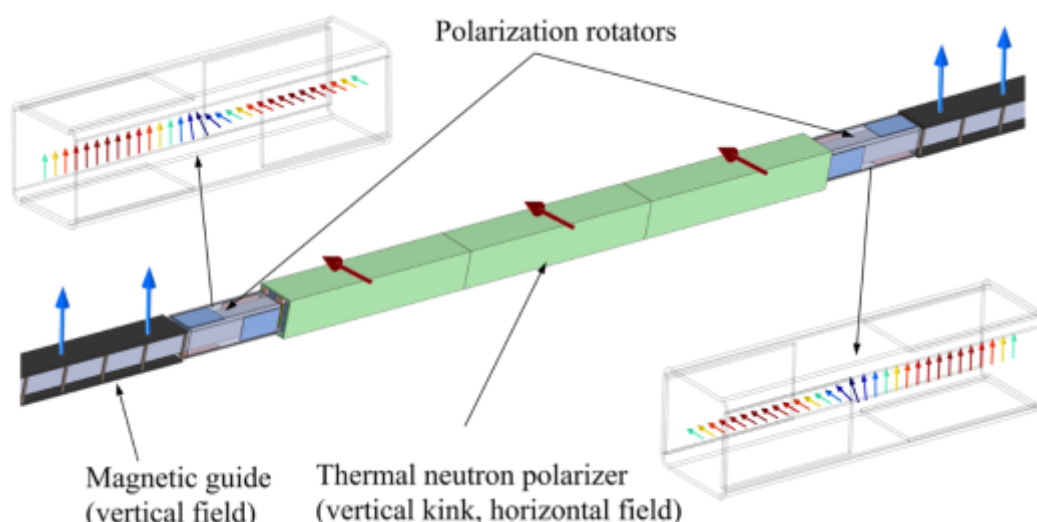 Polarization rotators
Magnetic guide
(vertical field)
Thermal neutron polarizer
(vertical kink, horizontal field)